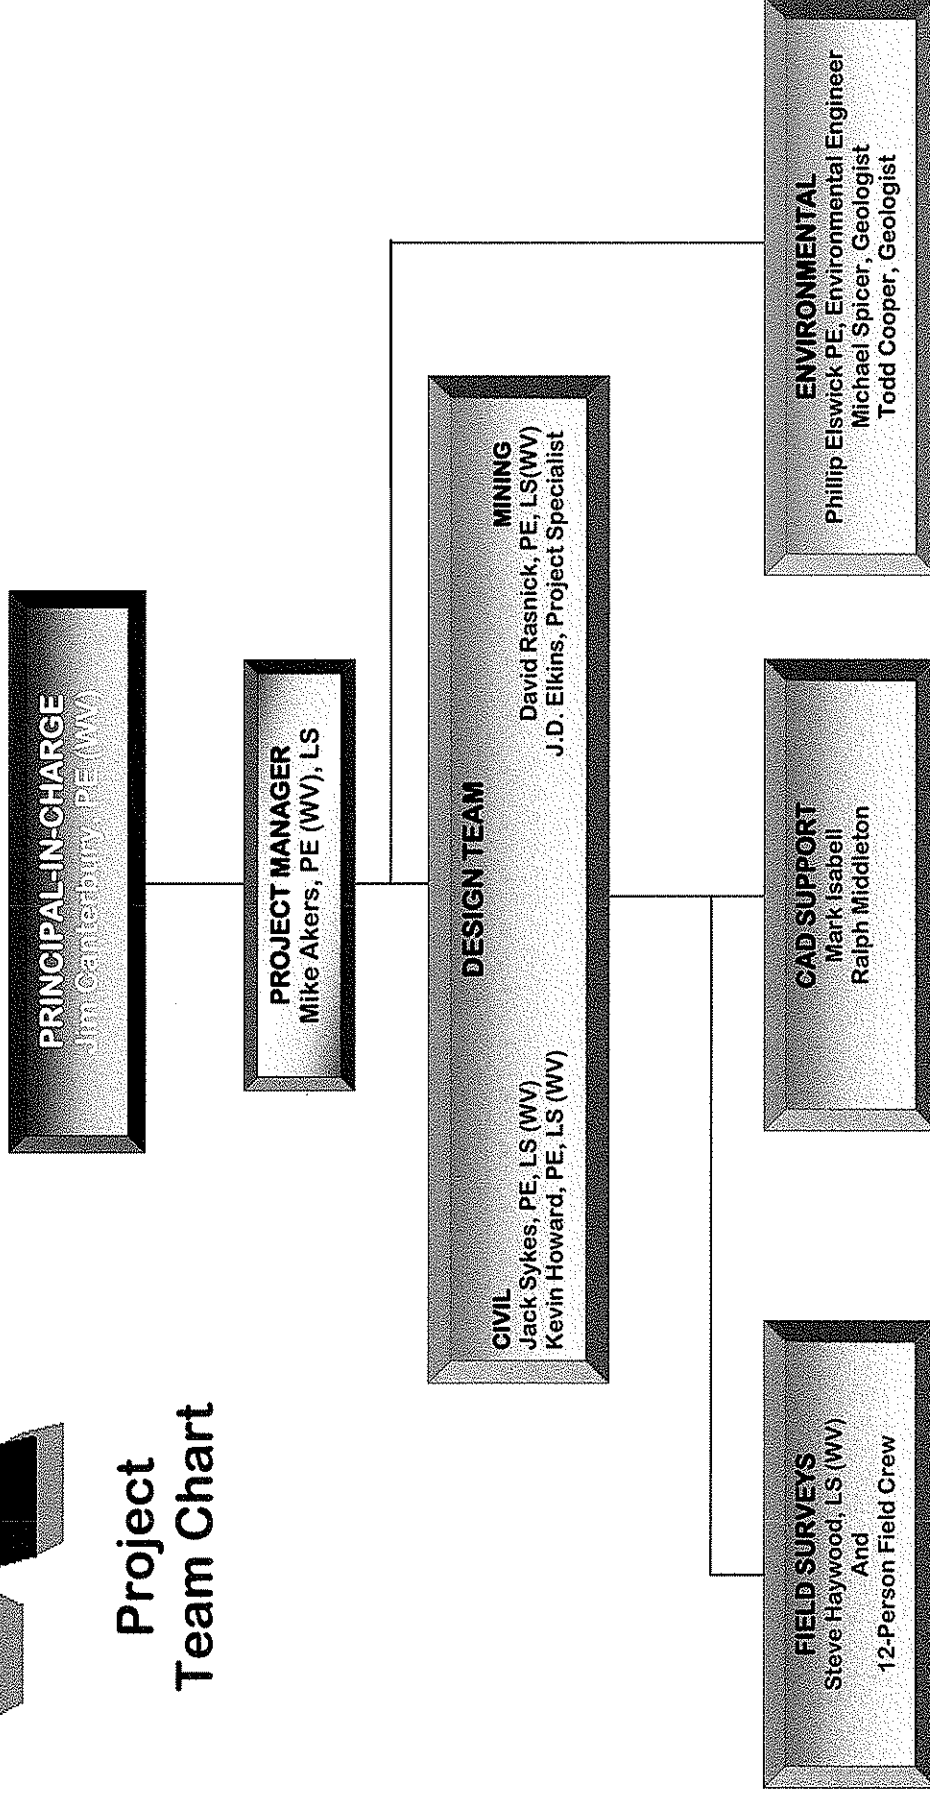 Project
Team Chart
PRINCIPAL-IN-CHARGE
Jim Canterbury, PE (WV)
PROJECT MANAGER
Mike Akers, PE (WV), LS
DESIGN TEAM
CIVIL
Jack Sykes, PE, LS (WV)
Kevin Howard, PE, LS (WV)
MINING
David Rasnick, PE, LS(WV)
J.D. Elkins, Project Specialist
FIELD SURVEYS
Steve Haywood, LS (WV)
And
12-Person Field Crew
CAD SUPPORT
Mark Isabell
Ralph Middleton
ENVIRONMENTAL
Phillip Elswick PE, Environmental Engineer
Michael Spicer, Geologist
Todd Cooper, Geologist